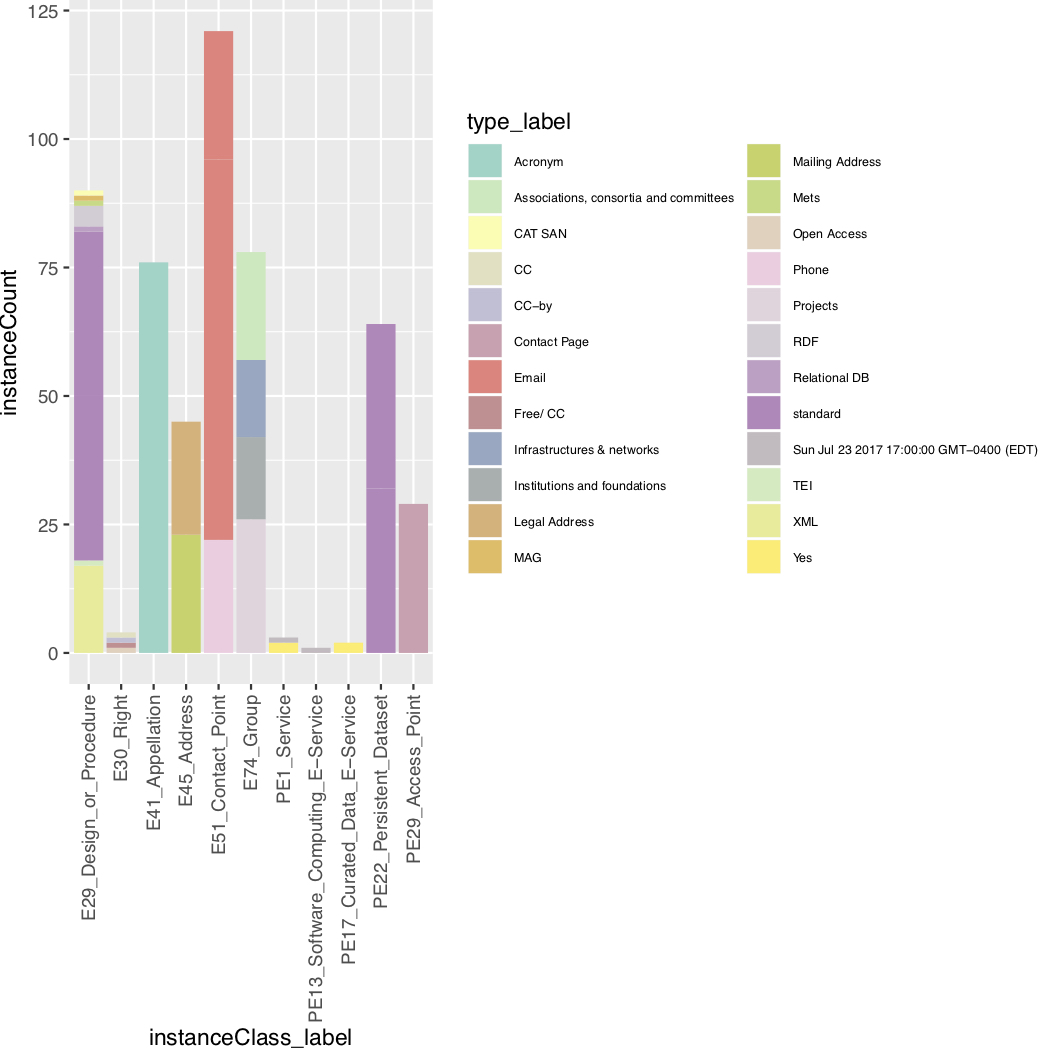 125
100
75
50
25
0
instanceCount
E29_Design_or_Procedure
E30_Right
E41_Appellation
E45_Address
E51_Contact_Point
E74_Group
PE1_Service
PE13_Software_Computing_E−Service
PE17_Curated_Data_E−Service
PE22_Persistent_Dataset
PE29_Access_Point
instanceClass_label
type_label
Acronym
Associations, consortia and committees
CAT SAN
CC
CC−by
Contact Page
Email
Free/ CC
Infrastructures & networks
Institutions and foundations
Legal Address
MAG
Mailing Address
Mets
Open Access
Phone
Projects
RDF
Relational DB
standard
Sun Jul 23 2017 17:00:00 GMT−0400 (EDT)
TEI
XML
Yes